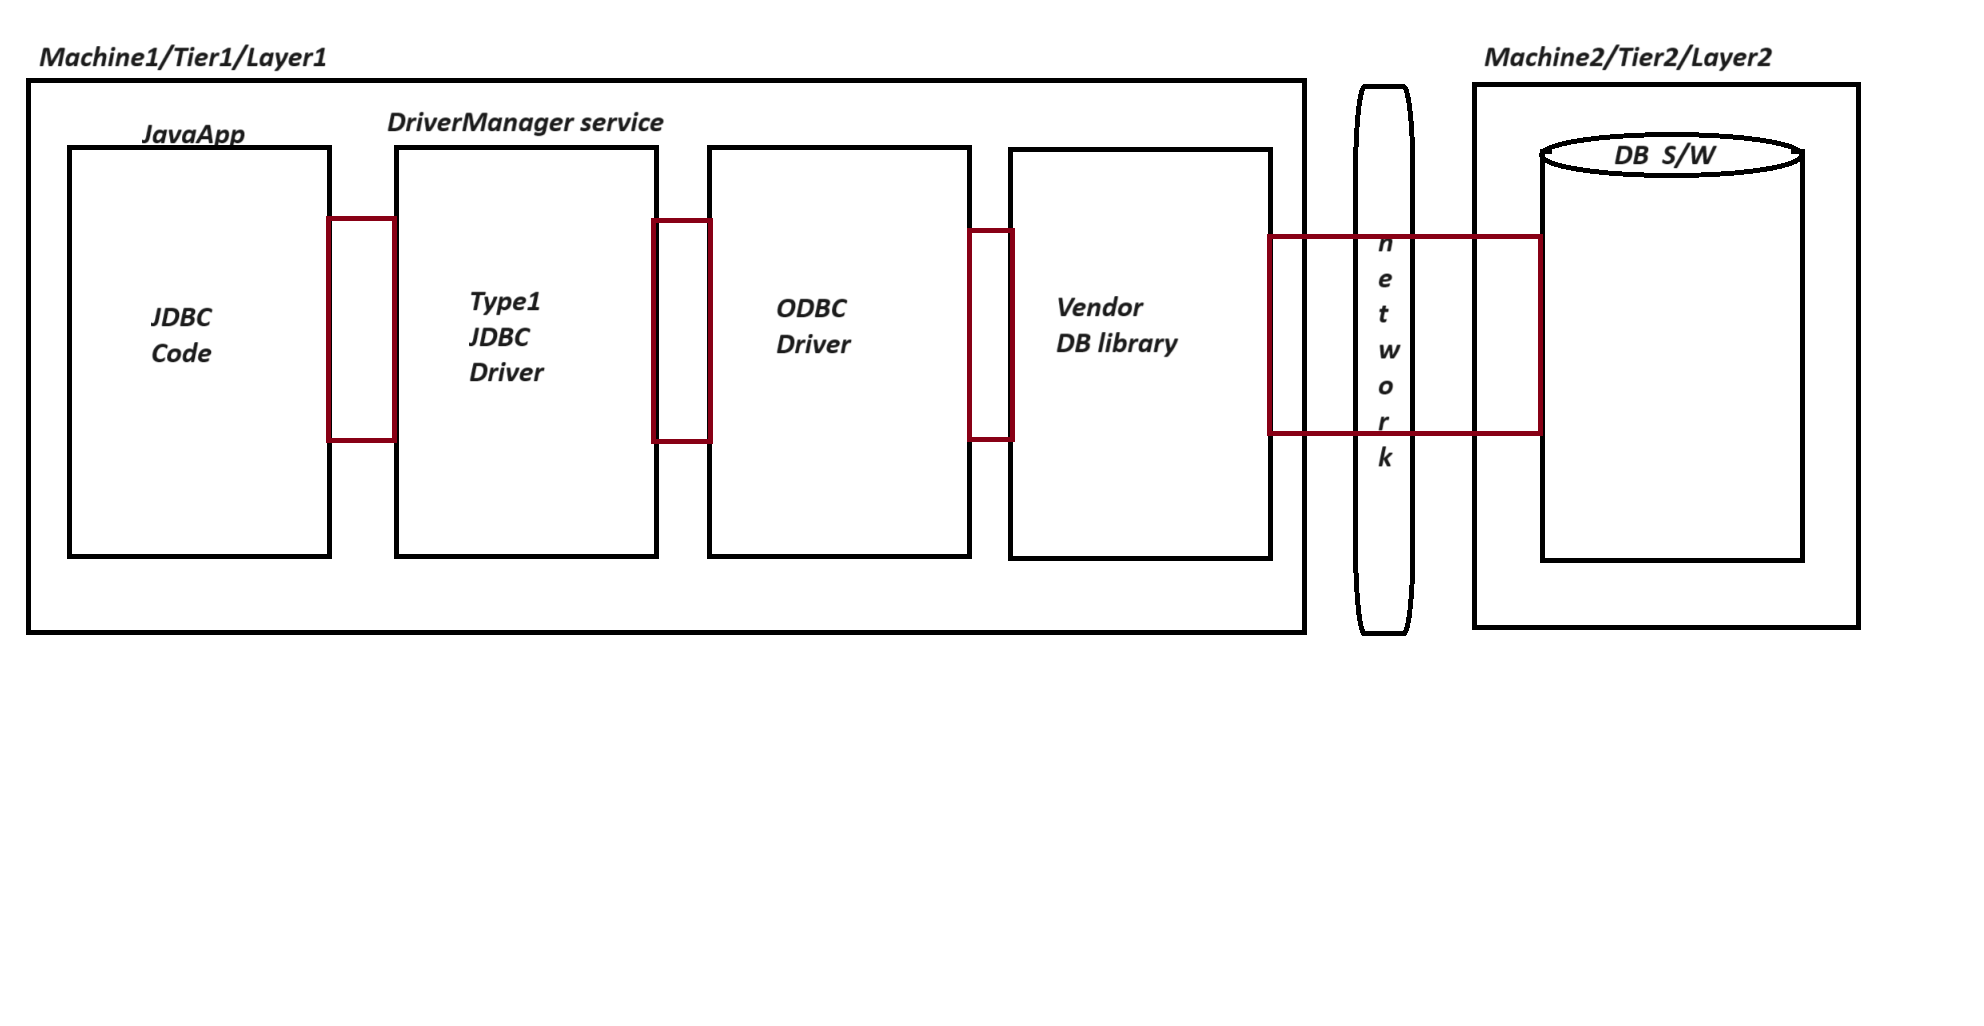 Machine1/Tier1/Layer1
Machine2/Tier2/Layer2
JavaApp
DriverManager service
DB S/W
JDBC
Code
Type1
JDBC
Driver
ODBC
Driver
Vendor
DB library
n
e
t
w
o
r
k